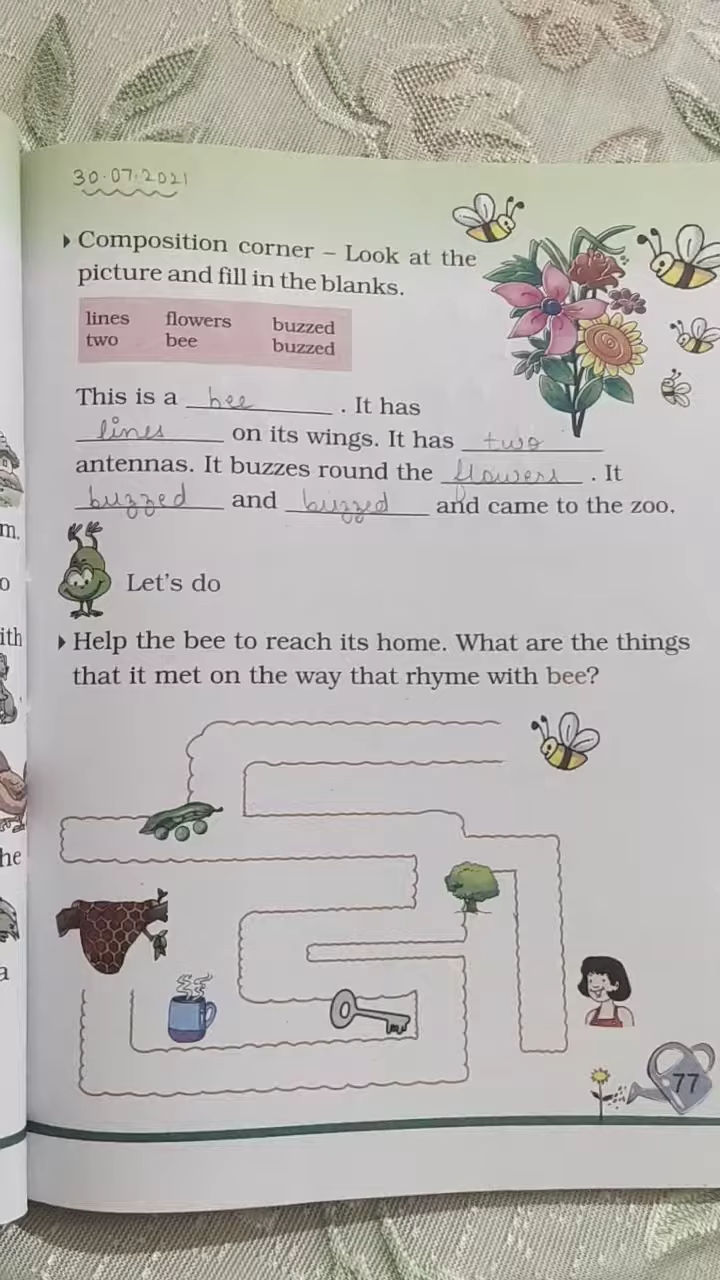 30.07.2021
Composition corner – Look at the
picture and fill in the blanks.
lines flowers buzzed
two bee buzzed
This is a bee . It has
lines on its wings. It has two
antennas. It buzzes round the flowers . It
buzzed and buzzed and came to the zoo.
Let's do
Help the bee to reach its home. What are the things
that it met on the way that rhyme with bee?
77
m.
o
ith
he
a